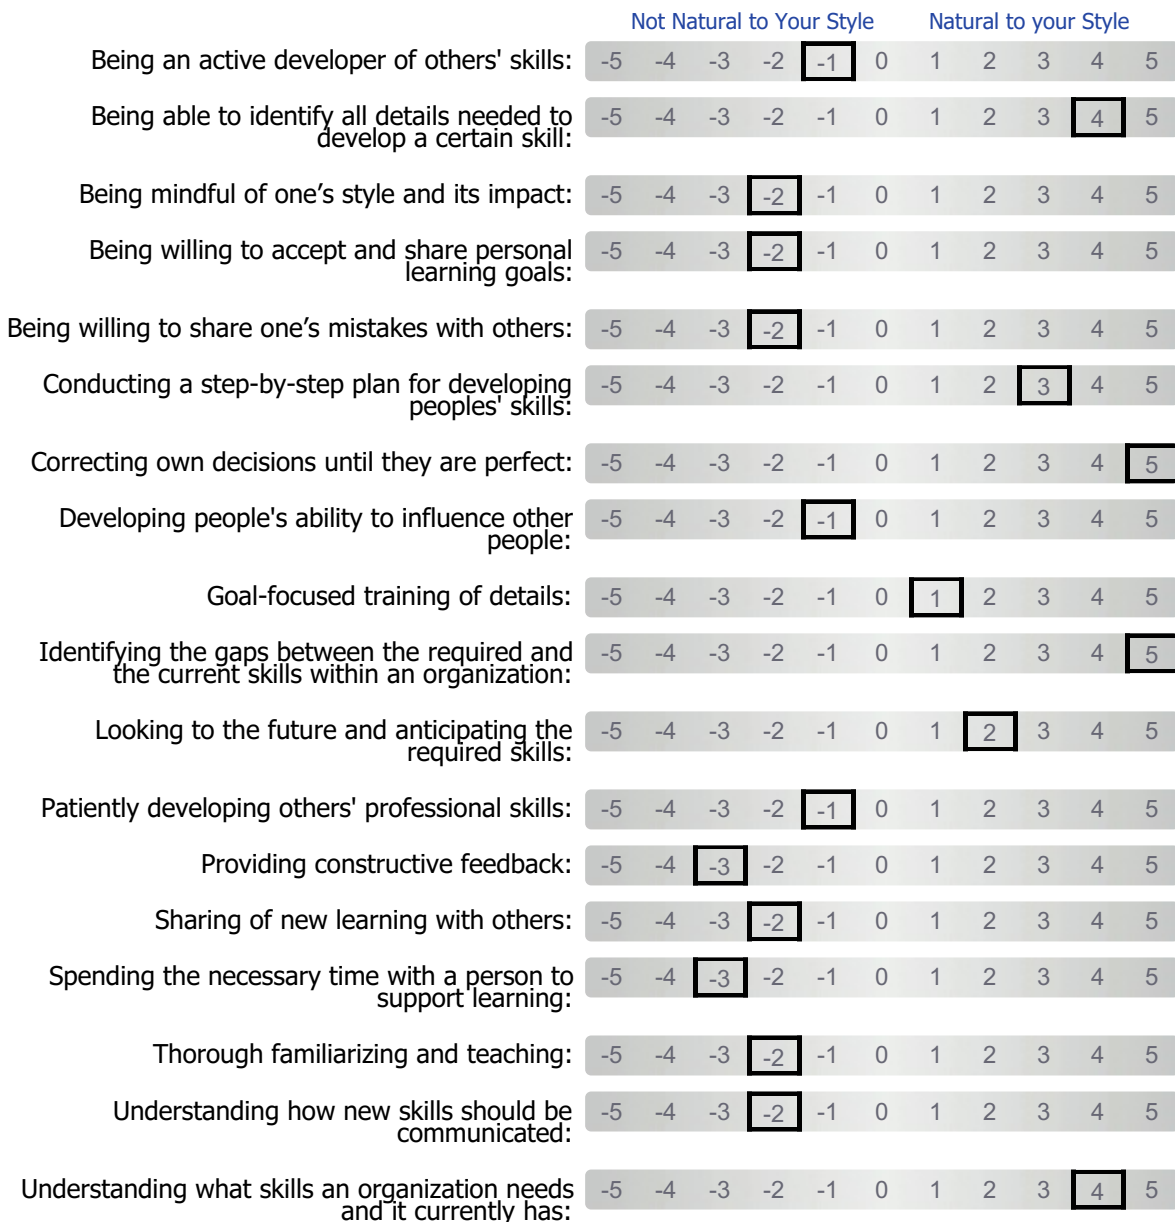 Not Natural to Your Style Natural to your Style
Being an active developer of others' skills: -5 -4 -3 -2 -1 0 1 2 3 4 5
Being able to identify all details needed to
develop a certain skill: -5 -4 -3 -2 -1 0 1 2 3 4 5
Being mindful of one’s style and its impact: -5 -4 -3 -2 -1 0 1 2 3 4 5
Being willing to accept and share personal
learning goals: -5 -4 -3 -2 -1 0 1 2 3 4 5
Being willing to share one’s mistakes with others: -5 -4 -3 -2 -1 0 1 2 3 4 5
Conducting a step-by-step plan for developing
peoples' skills: -5 -4 -3 -2 -1 0 1 2 3 4 5
Correcting own decisions until they are perfect: -5 -4 -3 -2 -1 0 1 2 3 4 5
Developing people's ability to influence other
people: -5 -4 -3 -2 -1 0 1 2 3 4 5
Goal-focused training of details: -5 -4 -3 -2 -1 0 1 2 3 4 5
Identifying the gaps between the required and
the current skills within an organization: -5 -4 -3 -2 -1 0 1 2 3 4 5
Looking to the future and anticipating the
required skills: -5 -4 -3 -2 -1 0 1 2 3 4 5
Patiently developing others' professional skills: -5 -4 -3 -2 -1 0 1 2 3 4 5
Providing constructive feedback: -5 -4 -3 -2 -1 0 1 2 3 4 5
Sharing of new learning with others: -5 -4 -3 -2 -1 0 1 2 3 4 5
Spending the necessary time with a person to
support learning: -5 -4 -3 -2 -1 0 1 2 3 4 5
Thorough familiarizing and teaching: -5 -4 -3 -2 -1 0 1 2 3 4 5
Understanding how new skills should be
communicated: -5 -4 -3 -2 -1 0 1 2 3 4 5
Understanding what skills an organization needs
and it currently has: -5 -4 -3 -2 -1 0 1 2 3 4 5